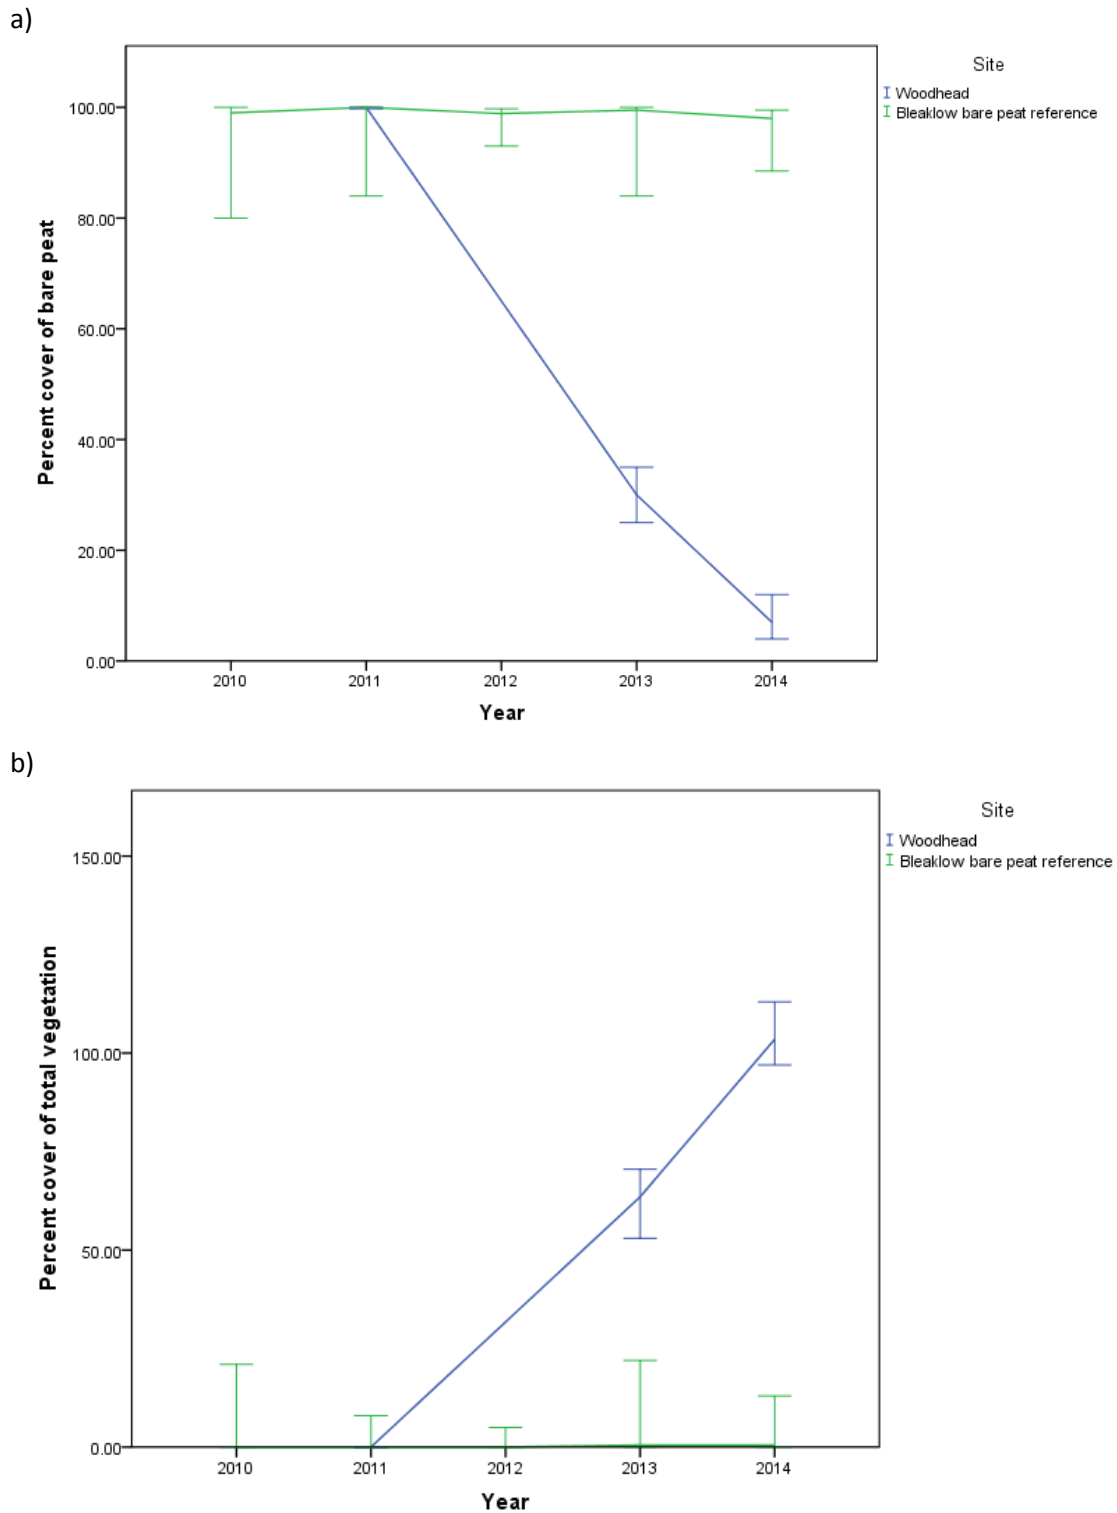 a)
Site
Woodhead
Bleaklow bare peat reference
100.00
80.00
60.00
40.00
20.00
0.00
Percent cover of bare peat
2010 2011 2012 2013 2014
Year
b)
Site
Woodhead
Bleaklow bare peat reference
150.00
100.00
50.00
0.00
Percent cover of total vegetation
2010 2011 2012 2013 2014
Year